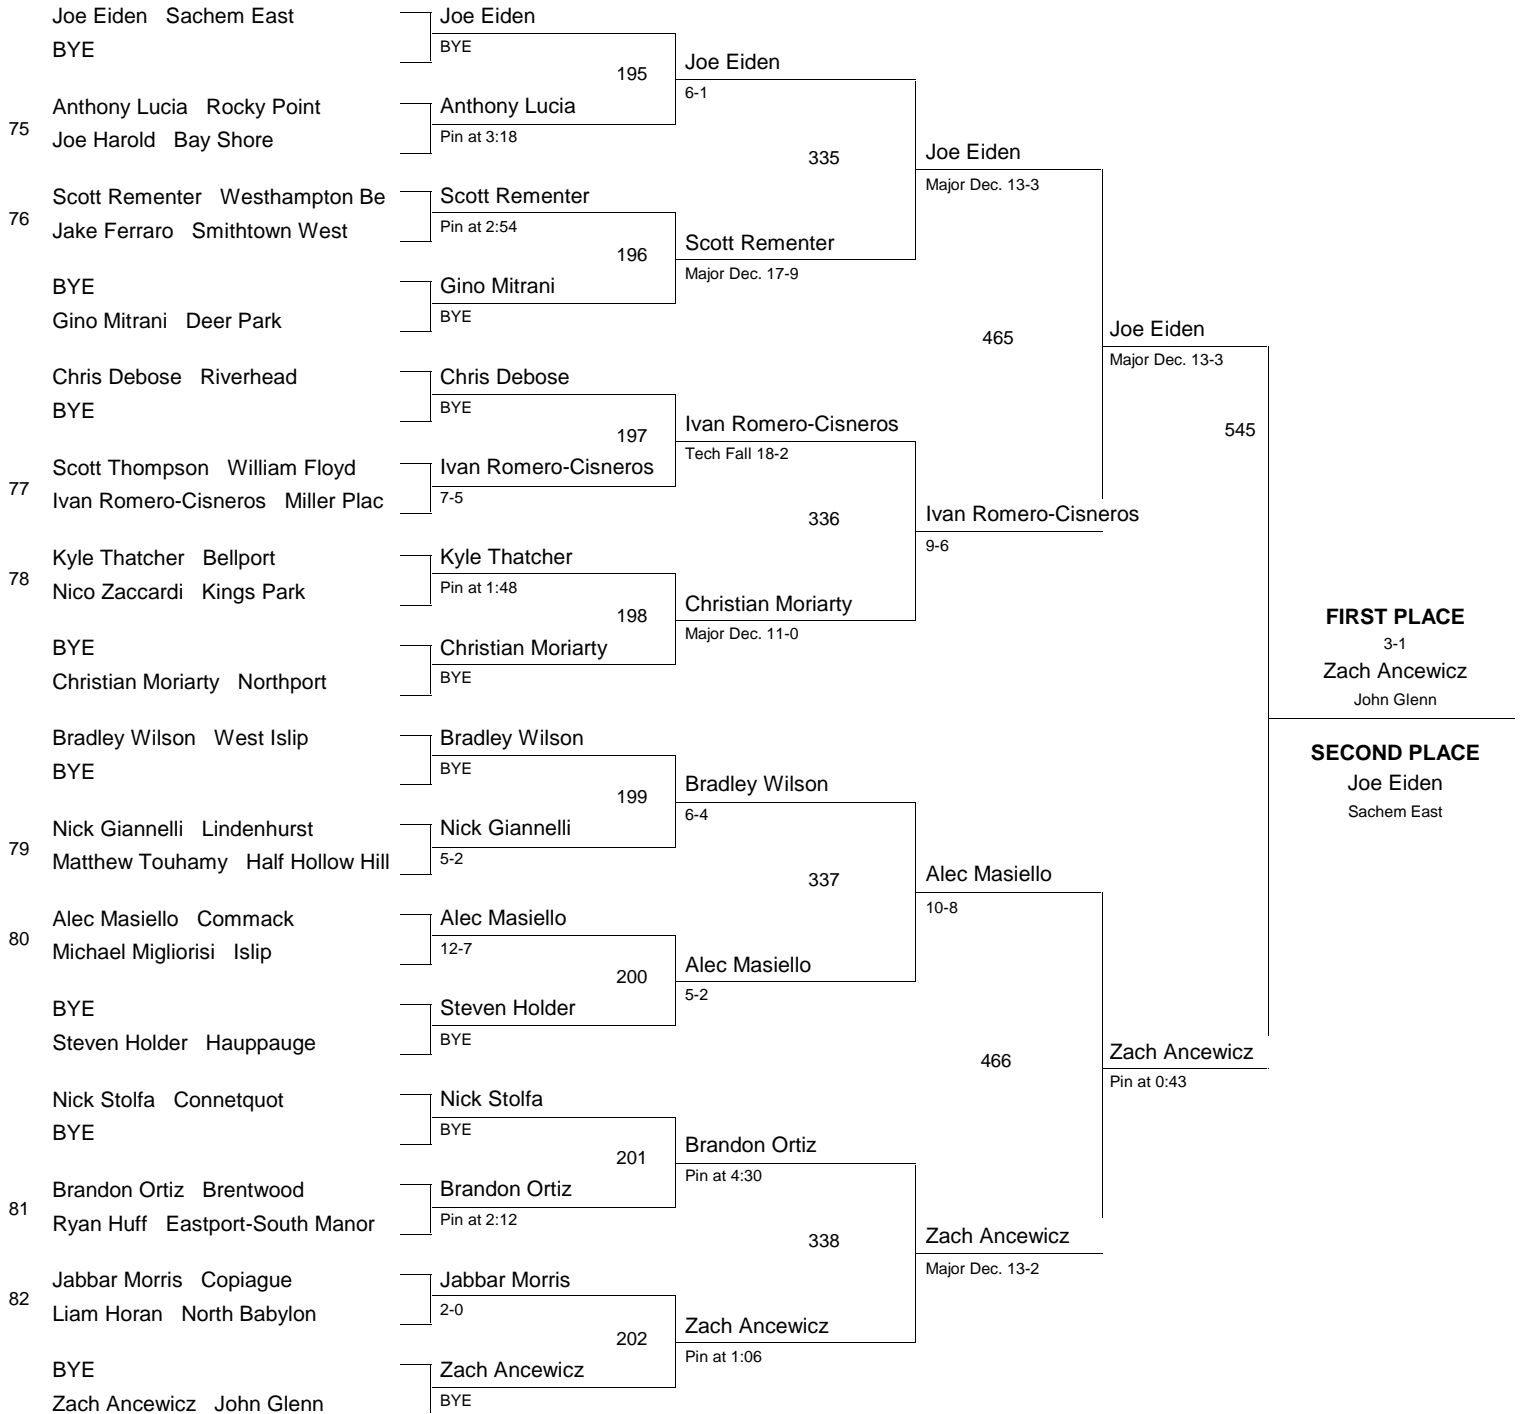 Joe Eiden Sachem East
BYE
75
Anthony Lucia Rocky Point
Joe Harold Bay Shore
76
Scott Rementer Westhampton Be
Jake Ferraro Smithtown West
BYE
Gino Mitrani Deer Park
Chris Debose Riverhead
BYE
77
Scott Thompson William Floyd
Ivan Romero-Cisneros Miller Plac
78
Kyle Thatcher Bellport
Nico Zaccardi Kings Park
BYE
Christian Moriarty Northport
Bradley Wilson West Islip
BYE
79
Nick Giannelli Lindenhurst
Matthew Touhamy Half Hollow Hill
80
Alec Masiello Commack
Michael Migliorisi Islip
BYE
Steven Holder Hauppauge
Nick Stolfa Connetquot
BYE
81
Brandon Ortiz Brentwood
Ryan Huff Eastport-South Manor
82
Jabbar Morris Copiague
Liam Horan North Babylon
BYE
Zach Ancewicz John Glenn
Joe Eiden
BYE
195
Anthony Lucia
Pin at 3:18
Scott Rementer
Pin at 2:54
196
Gino Mitrani
BYE
Chris Debose
BYE
197
Ivan Romero-Cisneros
7-5
Kyle Thatcher
Pin at 1:48
198
Christian Moriarty
BYE
Bradley Wilson
BYE
199
Nick Giannelli
5-2
Alec Masiello
12-7
200
Steven Holder
BYE
Nick Stolfa
BYE
201
Brandon Ortiz
Pin at 2:12
Jabbar Morris
2-0
202
Zach Ancewicz
BYE
Joe Eiden
6-1
335
Scott Rementer
Major Dec. 17-9
Ivan Romero-Cisneros
Tech Fall 18-2
336
Christian Moriarty
Major Dec. 11-0
Bradley Wilson
6-4
337
Alec Masiello
5-2
Brandon Ortiz
Pin at 4:30
338
Zach Ancewicz
Pin at 1:06
Joe Eiden
Major Dec. 13-3
465
Ivan Romero-Cisneros
9-6
Alec Masiello
10-8
466
Zach Ancewicz
Major Dec. 13-2
Joe Eiden
Major Dec. 13-3
545
Zach Ancewicz
Pin at 0:43
FIRST PLACE
3-1
Zach Ancewicz
John Glenn
SECOND PLACE
Joe Eiden
Sachem East